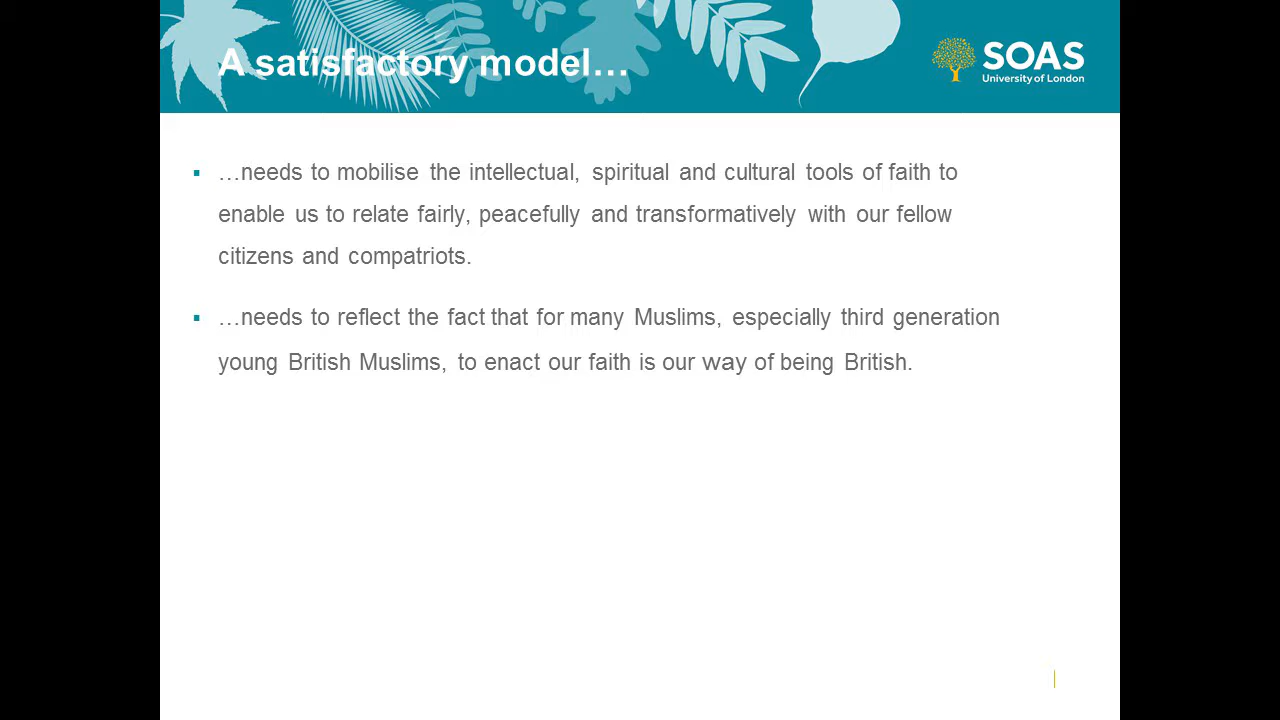 A satisfactory model…
SOAS
University of London
…needs to mobilise the intellectual, spiritual and cultural tools of faith to
enable us to relate fairly, peacefully and transformatively with our fellow
citizens and compatriots.
…needs to reflect the fact that for many Muslims, especially third generation
young British Muslims, to enact our faith is our way of being British.